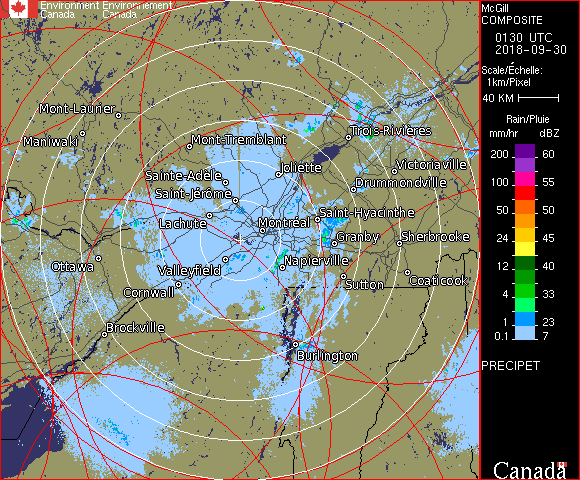 Environment Environnement
Canada Canada
Mont-Laurier
Maniwaki
Mont-Tremblant
Trois-Rivières
Joliette
Victoriaville
Sainte-Adèle
Drummondville
Saint-Jérôme
Lachute
Saint-Hyacinthe
Montréal
Granby
Sherbrooke
Ottawa
Valleyfield
Napierville
Cornwall
Sutton
Coaticook
Brockville
Burlington
McGill
COMPOSITE
0130 UTC
2018-09-30
Scale/Échelle:
1km/Pixel
40 KM
Rain/Pluie
mm/hr dBZ
200 60
100 55
50 50
24 45
12 40
4 33
1 23
0.1 7
PRECIPET
Canada